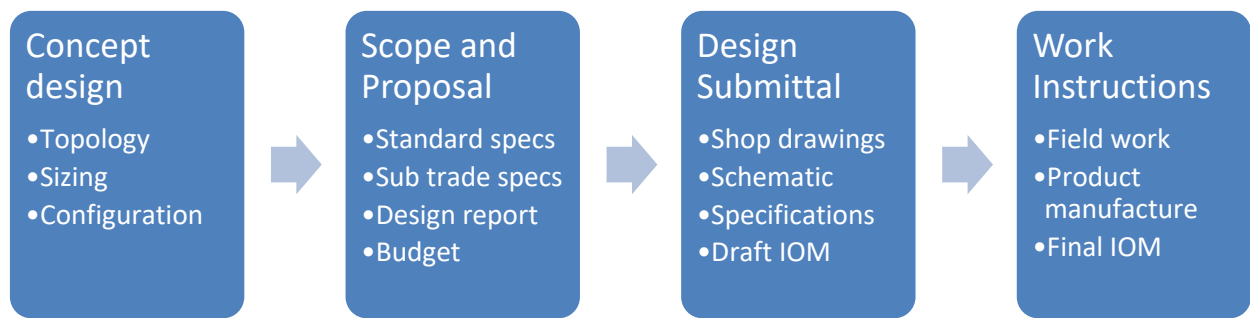 Concept
design
•Topology
•Sizing
•Configuration
Scope and
Proposal
•Standard specs
•Sub trade specs
•Design report
•Budget
Design
Submittal
•Shop drawings
•Schematic
•Specifications
•Draft IOM
Work
Instructions
•Field work
•Product
manufacture
•Final IOM